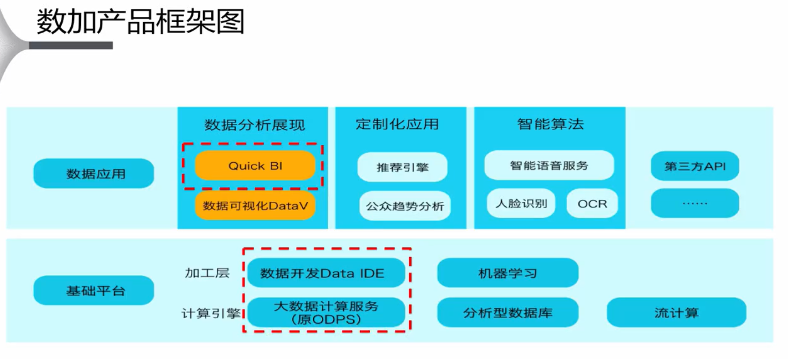 数加产品框架图
数据分析展现 定制化应用 智能算法
数据应用 Quick BI 推荐引擎 智能语音服务 第三方API
数据可视化DataV 公众趋势分析 人脸识别 OCR ……
加工层 数据开发Data IDE 机器学习
基础平台
计算引擎 大数据计算服务 分析型数据库 流计算
(原ODPS)